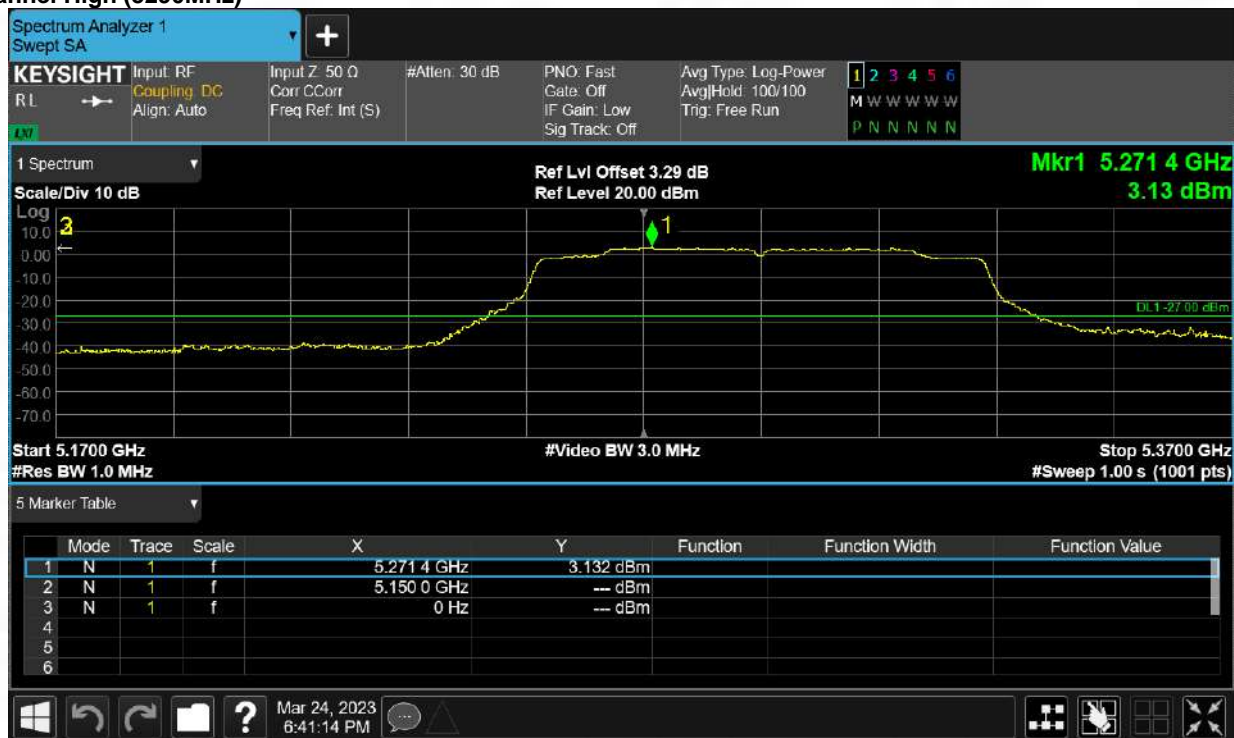 Spectrum Analyzer 1
Swept SA
+
KEYSIGHT
RL
LXI
Input: RF
Coupling: DC
Align: Auto
Input Z: 50 Ω
Corr CCorr
Freq Ref: Int (S)
#Atten: 30 dB
PNO: Fast
Gate: Off
IF Gain: Low
Sig Track: Off
Avg Type: Log-Power
Avg|Hold: 100/100
Trig: Free Run
1 2 3 4 5 6
M W W W W W
P N N N N N
1 Spectrum
Scale/Div 10 dB
Ref Lvl Offset 3.29 dB
Ref Level 20.00 dBm
Mkr1 5.271 4 GHz
3.13 dBm
Log
10.0
0.00
-10.0
-20.0
-30.0
-40.0
-50.0
-60.0
-70.0
1
DL1 -27.00 dBm
Start 5.1700 GHz
#Res BW 1.0 MHz
#Video BW 3.0 MHz
Stop 5.3700 GHz
#Sweep 1.00 s (1001 pts)
5 Marker Table
Mode Trace Scale X Y Function Function Width Function Value
1 N 1 f 5.271 4 GHz 3.132 dBm
2 N 1 f 5.150 0 GHz --- dBm
3 N 1 f 0 Hz --- dBm
4
5
6
?
Mar 24, 2023
6:41:14 PM